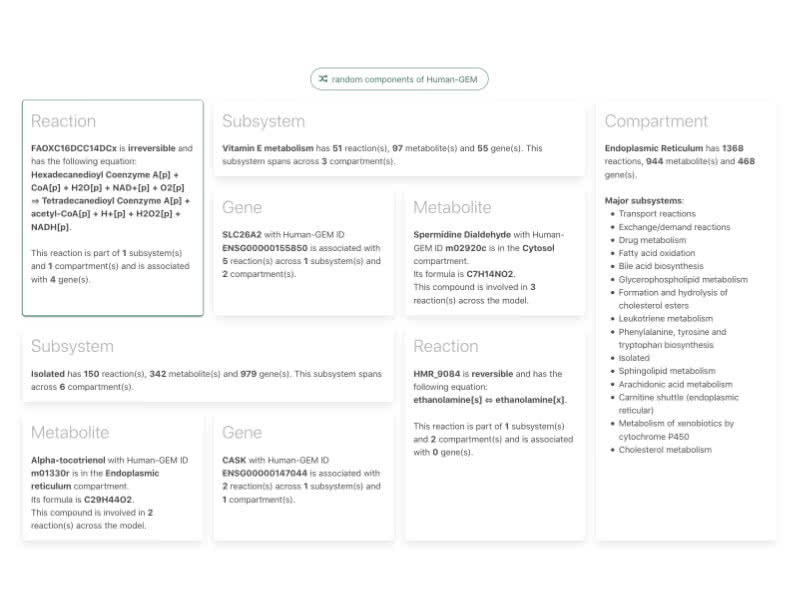 random components of Human-GEM
Reaction
FAOXC16DCC14DCx is irreversible and
has the following equation:
Hexadecanedioyl Coenzyme A[p] +
CoA[p] + H2O[p] + NAD+[p] + O2[p]
⇒ Tetradecanedioyl Coenzyme A[p] +
acetyl-CoA[p] + H+[p] + H2O2[p] +
NADH[p].
This reaction is part of 1 subsystem(s)
and 1 compartment(s) and is associated
with 4 gene(s).
Subsystem
Vitamin E metabolism has 51 reaction(s), 97 metabolite(s) and 55 gene(s). This
subsystem spans across 3 compartment(s).
Gene
SLC26A2 with Human-GEM ID
ENSG00000155850 is associated with
5 reaction(s) across 1 subsystem(s) and
2 compartment(s).
Metabolite
Spermidine Dialdehyde with Human-
GEM ID m02920c is in the Cytosol
compartment.
Its formula is C7H14NO2.
This compound is involved in 3
reaction(s) across the model.
Compartment
Endoplasmic Reticulum has 1368
reactions, 944 metabolite(s) and 468
gene(s).
Major subsystems:
• Transport reactions
• Exchange/demand reactions
• Drug metabolism
• Fatty acid oxidation
• Bile acid biosynthesis
• Glycerophospholipid metabolism
• Formation and hydrolysis of
cholesterol esters
• Leukotriene metabolism
• Phenylalanine, tyrosine and
tryptophan biosynthesis
• Isolated
• Sphingolipid metabolism
• Arachidonic acid metabolism
• Carnitine shuttle (endoplasmic
reticular)
• Metabolism of xenobiotics by
cytochrome P450
• Cholesterol metabolism
Subsystem
Isolated has 150 reaction(s), 342 metabolite(s) and 979 gene(s). This subsystem spans
across 6 compartment(s).
Metabolite
Alpha-tocotrienol with Human-GEM ID
m01330r is in the Endoplasmic
reticulum compartment.
Its formula is C29H44O2.
This compound is involved in 2
reaction(s) across the model.
Gene
CASK with Human-GEM ID
ENSG00000147044 is associated with
2 reaction(s) across 1 subsystem(s) and
1 compartment(s).
Reaction
HMR_9084 is reversible and has the
following equation:
ethanolamine[s] ⇔ ethanolamine[x].
This reaction is part of 1 subsystem(s)
and 2 compartment(s) and is associated
with 0 gene(s).